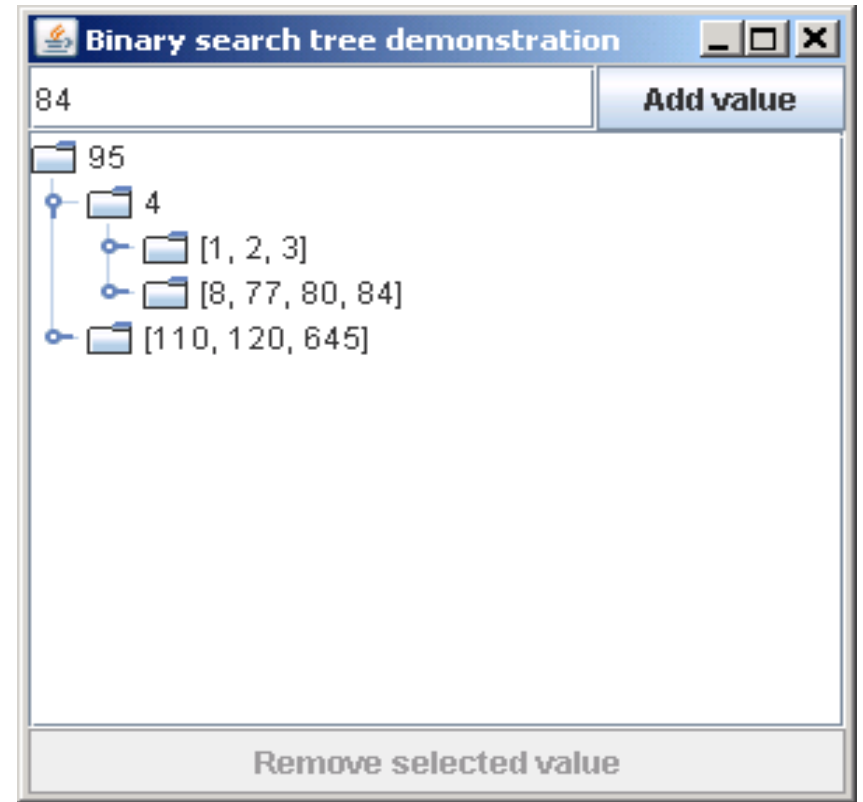 Binary search tree demonstration
84 Add value
95
4
[1, 2, 3]
[8, 77, 80, 84]
[110, 120, 645]
Remove selected value